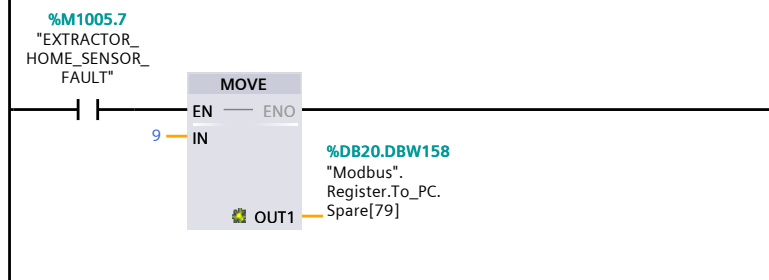 %M1005.7
"EXTRACTOR_
HOME_SENSOR_
FAULT"
MOVE
EN
ENO
9
IN
%DB20.DBW158
"Modbus".
Register.To_PC.
Spare[79]
OUT1